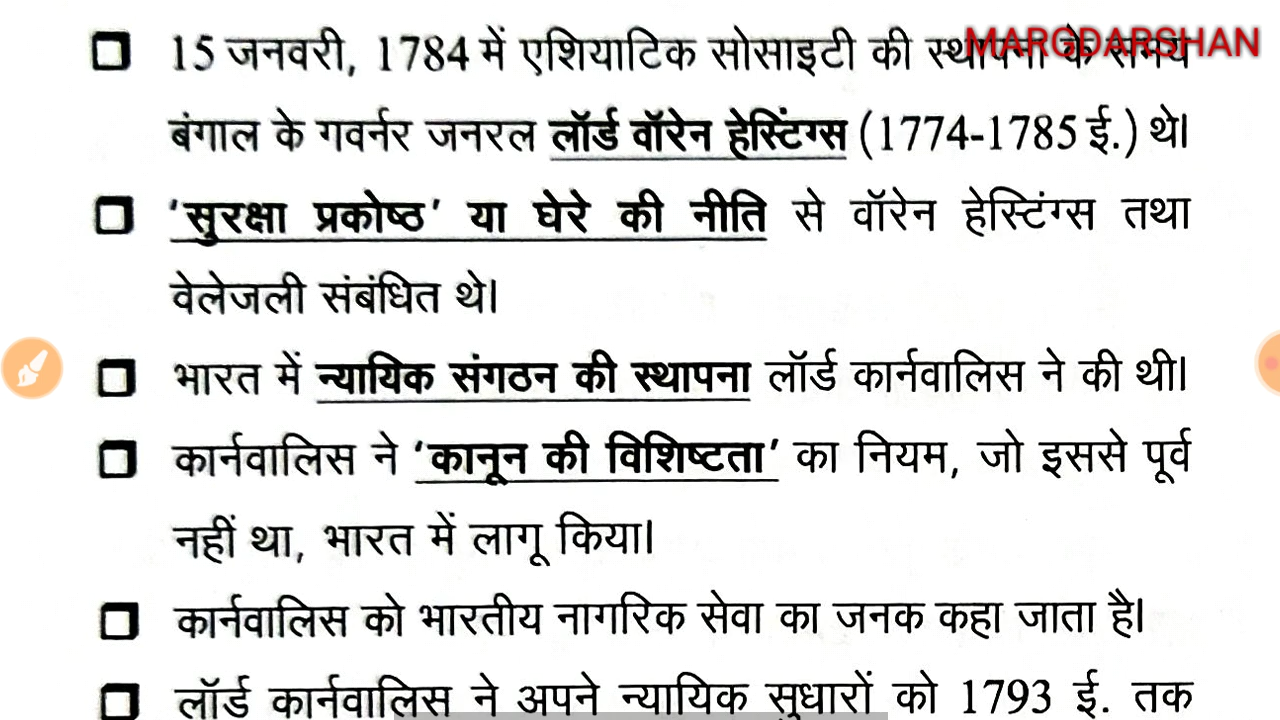 MARGDARSHAN
15 जनवरी, 1784 में एशियाटिक सोसाइटी की स्थापना के समय
बंगाल के गवर्नर जनरल लॉर्ड वॉरेन हेस्टिंग्स (1774-1785 ई.) थे।
'सुरक्षा प्रकोष्ठ' या घेरे की नीति से वॉरेन हेस्टिंग्स तथा
वेलेजली संबंधित थे।
भारत में न्यायिक संगठन की स्थापना लॉर्ड कार्नवालिस ने की थी।
कार्नवालिस ने 'कानून की विशिष्टता' का नियम, जो इससे पूर्व
नहीं था, भारत में लागू किया।
कार्नवालिस को भारतीय नागरिक सेवा का जनक कहा जाता है।
लॉर्ड कार्नवालिस ने अपने न्यायिक सुधारों को 1793 ई. तक